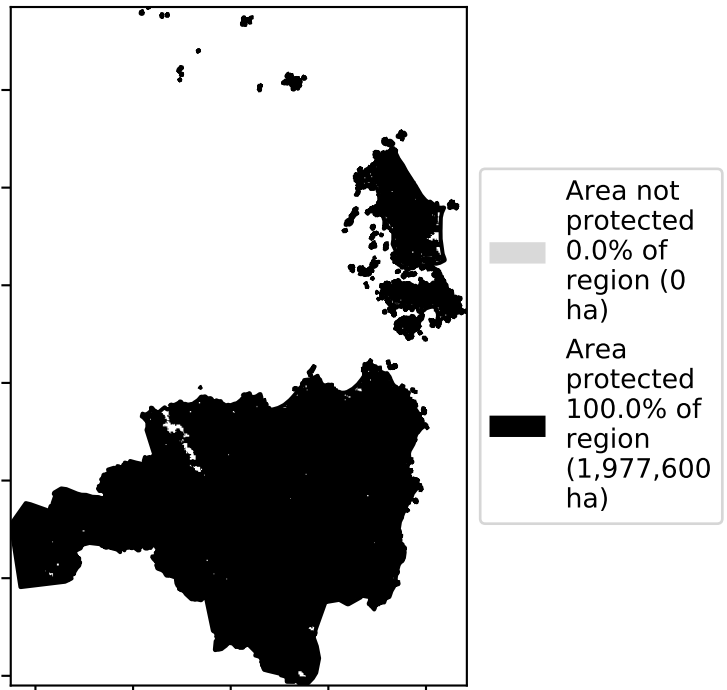 Area not
protected
0.0% of
region (0
ha)
Area
protected
100.0% of
region
(1,977,600
ha)